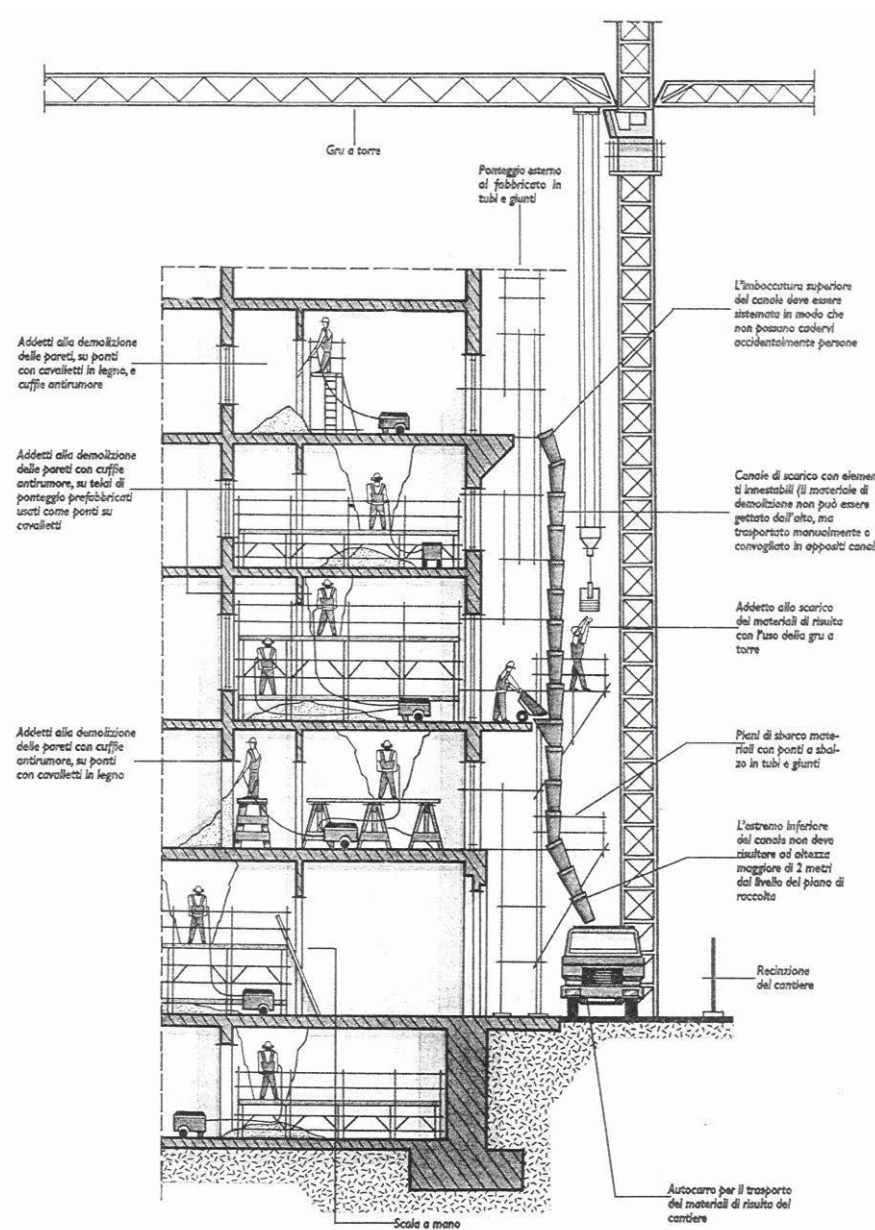 Gru a torre
Ponteggio esterno
al fabbricato in
tubi e giunti
L'imboccatura superiore
del canale deve essere
sistemata in modo che
non possano cadervi
accidentalmente persone
Addetti alla demolizione
delle pareti, su ponti
con cavalletti in legno, e
cuffie antirumore
Addetti alla demolizione
delle pareti con cuffie
antirumore, su telai di
ponteggio prefabbricati
usati come ponti su
cavalletti
Canale di scarico con elemen
ti innestabili (il materiale di
demolizione non può essere
gettato dall'alto, ma
trasportato manualmente o
convogliato in appositi canal
Addetto allo scarico
dei materiali di risulta
con l'uso della gru a
torre
Addetti alla demolizione
delle pareti con cuffie
antirumore, su ponti
con cavalletti in legno
Piani di sbarco mate-
riali con ponti a sbal-
zo in tubi e giunti
L'estremo inferiore
del canale non deve
risultare ad altezza
maggiore di 2 metri
dal livello del piano di
raccolta
Recinzione
del cantiere
Autocarro per il trasporto
dei materiali di risulta del
cantiere
Scala a mano